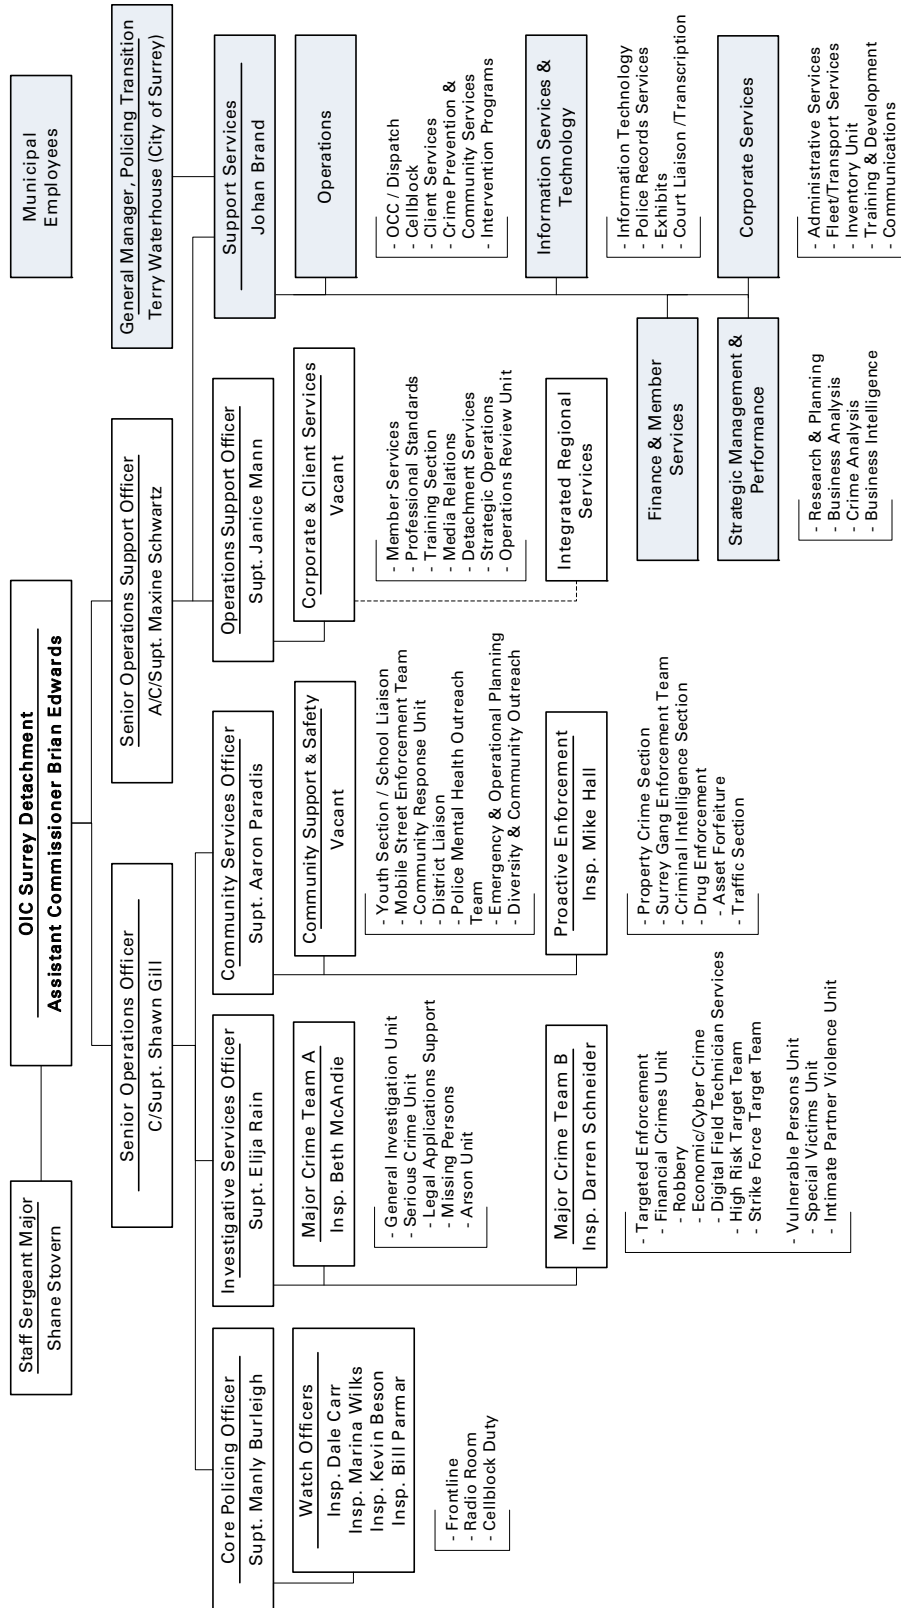 OIC Surrey Detachment
Assistant Commissioner Brian Edwards
Staff Sergeant Major
Shane Stovern
Municipal
Employees
Senior Operations Officer
C/Supt. Shawn Gill
Senior Operations Support Officer
A/C/Supt. Maxine Schwartz
General Manager, Policing Transition
Terry Waterhouse (City of Surrey)
Core Policing Officer
Supt. Manly Burleigh
Watch Officers
Insp. Dale Carr
Insp. Marina Wilks
Insp. Kevin Beson
Insp. Bill Parmar
- Frontline
- Radio Room
- Cellblock Duty
Investigative Services Officer
Supt. Elija Rain
Major Crime Team A
Insp. Beth McAndie
- General Investigation Unit
- Serious Crime Unit
- Legal Applications Support
- Missing Persons
- Arson Unit
Major Crime Team B
Insp. Darren Schneider
- Targeted Enforcement
- Financial Crimes Unit
- Robbery
- Economic/Cyber Crime
- Digital Field Technician Services
- High Risk Target Team
- Strike Force Target Team
- Vulnerable Persons Unit
- Special Victims Unit
- Intimate Partner Violence Unit
Community Services Officer
Supt. Aaron Paradis
Community Support & Safety
Vacant
- Youth Section / School Liaison
- Mobile Street Enforcement Team
- Community Response Unit
- District Liaison
- Police Mental Health Outreach
Team
- Emergency & Operational Planning
- Diversity & Community Outreach
Proactive Enforcement
Insp. Mike Hall
- Property Crime Section
- Surrey Gang Enforcement Team
- Criminal Intelligence Section
- Drug Enforcement
- Asset Forfeiture
- Traffic Section
Operations Support Officer
Supt. Janice Mann
Corporate & Client Services
Vacant
- Member Services
- Professional Standards
- Training Section
- Media Relations
- Detachment Services
- Strategic Operations
- Operations Review Unit
Integrated Regional
Services
Support Services
Johan Brand
Operations
- OCC / Dispatch
- Cellblock
- Client Services
- Crime Prevention &
- Community Services
- Intervention Programs
Information Services &
Technology
- Information Technology
- Police Records Services
- Exhibits
- Court Liaison /Transcription
Finance & Member
Services
Corporate Services
- Administrative Services
- Fleet/Transport Services
- Inventory Unit
- Training & Development
- Communications
Strategic Management &
Performance
- Research & Planning
- Business Analysis
- Crime Analysis
- Business Intelligence